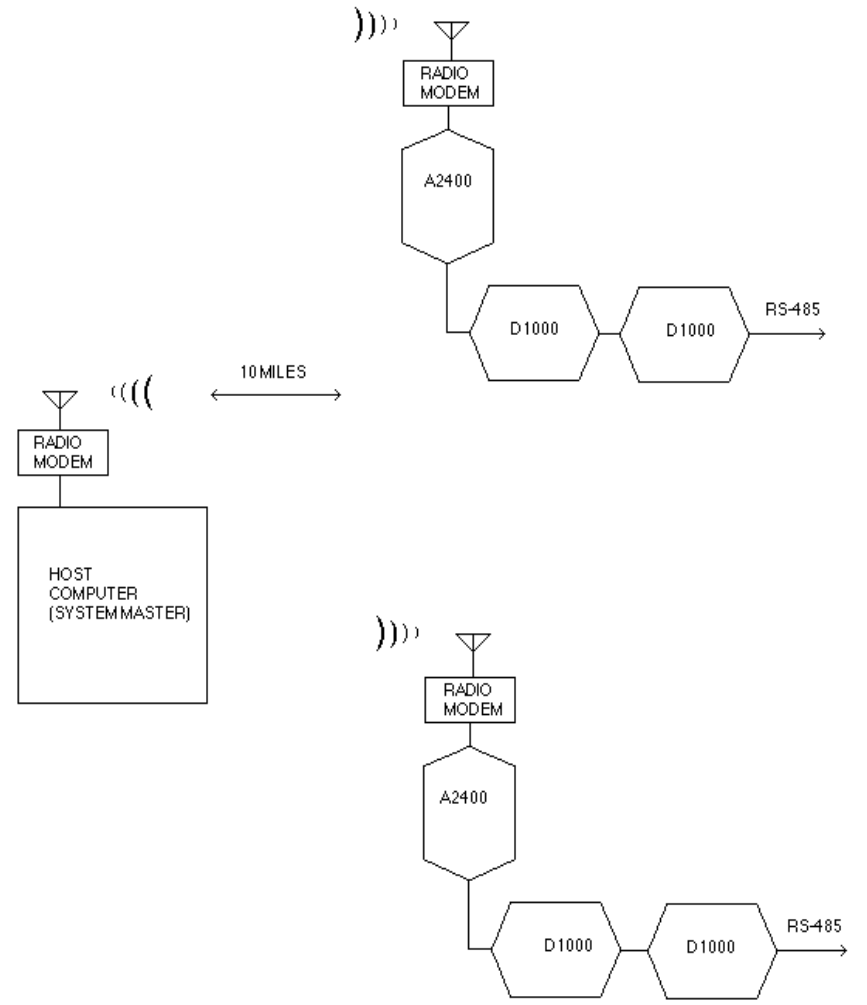 RADIO
MODEM
A2400
D1000
D1000
RS-485
10 MILES
RADIO
MODEM
HOST
COMPUTER
(SYSTEM MASTER)
RADIO
MODEM
A2400
D1000
D1000
RS-485